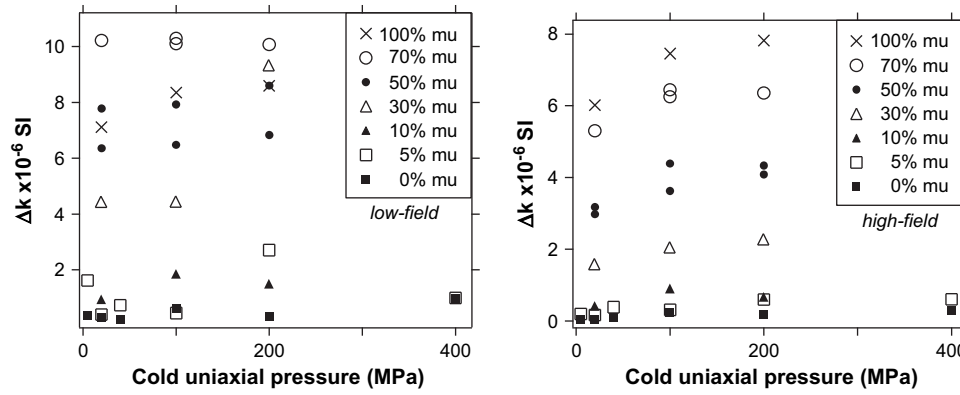 10
8
6
4
2
0
200
400
Δk x10⁻⁶ SI
Cold uniaxial pressure (MPa)
100% mu
70% mu
50% mu
30% mu
10% mu
5% mu
0% mu
low-field
8
6
4
2
0
0
200
400
Δk x10⁻⁶ SI
Cold uniaxial pressure (MPa)
100% mu
70% mu
50% mu
30% mu
10% mu
5% mu
0% mu
high-field